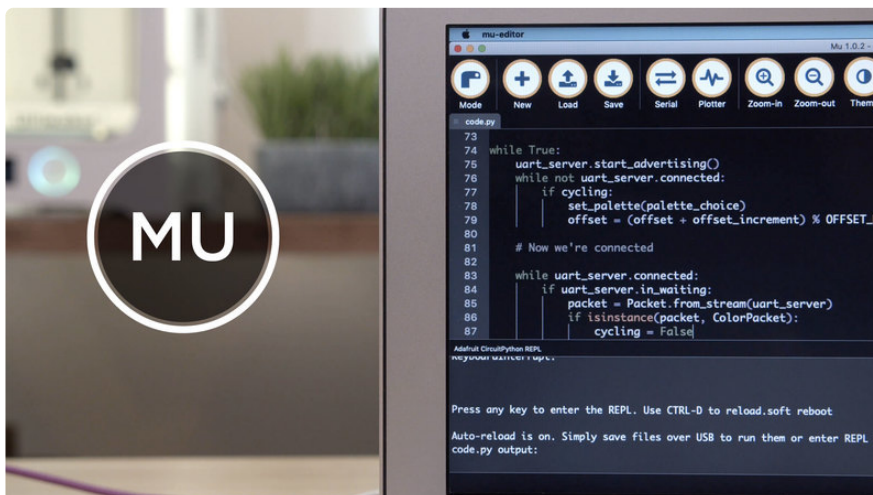 MU
mu-editor
Mu 1.0.2 -
Mode New Load Save Serial Plotter Zoom-in Zoom-out Them
code.py
73
74 while True:
75 uart_server.start_advertising()
76 while not uart_server.connected:
77 if cycling:
78 set_palette(palette_choice)
79 offset = (offset + offset_increment) % OFFSET_
80
81 # Now we're connected
82
83 while uart_server.connected:
84 if uart_server.in_waiting:
85 packet = Packet.from_stream(uart_server)
86 if isinstance(packet, ColorPacket):
87 cycling = False
Adafruit CircuitPython REPL
KeyboardInterrupt:
Press any key to enter the REPL. Use CTRL-D to reload.soft reboot
Auto-reload is on. Simply save files over USB to run them or enter REPL
code.py output: